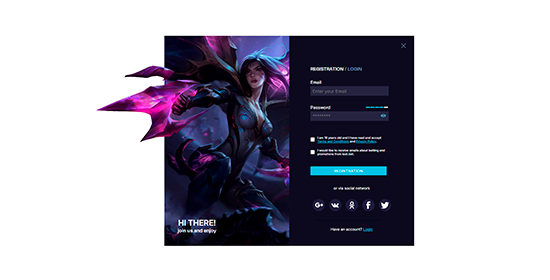 REGISTRATION / LOGIN
Email
Enter your Email
Password
********
I am 18 years old and I have read and accept
Terms and Conditions and Privacy Policy
I would like to receive emails about betting and
promotions from
REGISTRATION
or via social network
G+
Have an account? Login
HI THERE!
join us and enjoy